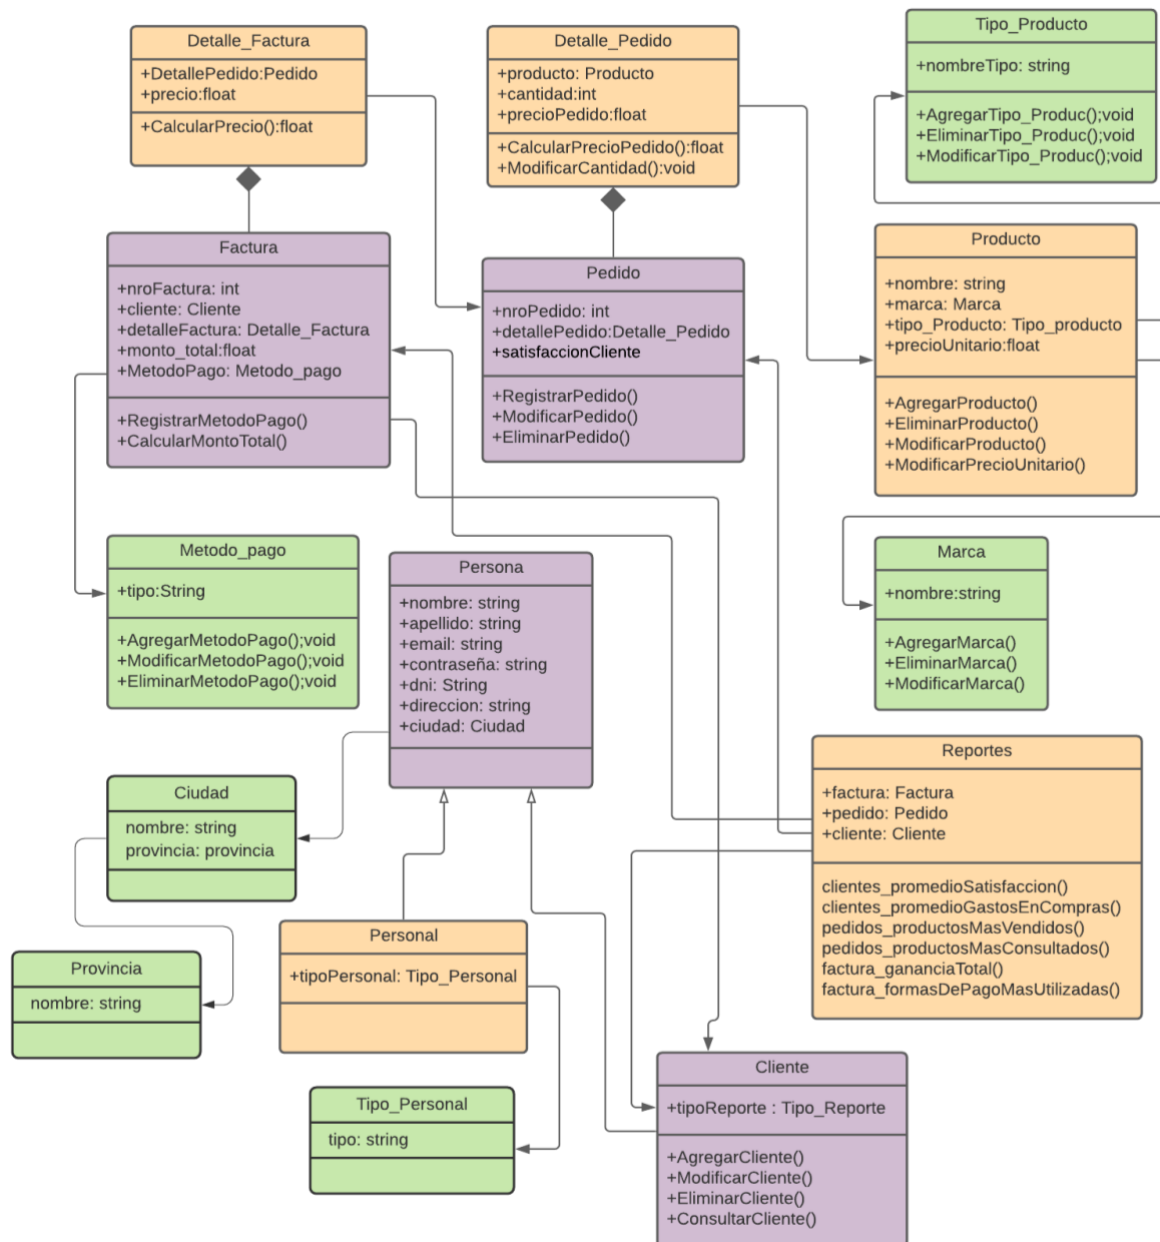 Detalle_Factura
+DetallePedido:Pedido
+precio:float
+CalcularPrecio():float
Detalle_Pedido
+producto: Producto
+cantidad:int
+precioPedido:float
+CalcularPrecioPedido():float
+ModificarCantidad():void
Tipo_Producto
+nombreTipo: string
+AgregarTipo_Produc();void
+EliminarTipo_Produc();void
+ModificarTipo_Produc();void
Factura
+nroFactura: int
+cliente: Cliente
+detalleFactura: Detalle_Factura
+monto_total:float
+MetodoPago: Metodo_pago
+RegistrarMetodoPago()
+CalcularMontoTotal()
Pedido
+nroPedido: int
+detallePedido:Detalle_Pedido
+satisfaccionCliente
+RegistrarPedido()
+ModificarPedido()
+EliminarPedido()
Producto
+nombre: string
+marca: Marca
+tipo_Producto: Tipo_producto
+precioUnitario:float
+AgregarProducto()
+EliminarProducto()
+ModificarProducto()
+ModificarPrecioUnitario()
Metodo_pago
+tipo:String
+AgregarMetodoPago();void
+ModificarMetodoPago();void
+EliminarMetodoPago();void
Persona
+nombre: string
+apellido: string
+email: string
+contraseña: string
+dni: String
+direccion: string
+ciudad: Ciudad
Marca
+nombre:string
+AgregarMarca()
+EliminarMarca()
+ModificarMarca()
Ciudad
nombre: string
provincia: provincia
Reportes
+factura: Factura
+pedido: Pedido
+cliente: Cliente
clientes_promedioSatisfaccion()
clientes_promedioGastosEnCompras()
pedidos_productosMasVendidos()
pedidos_productosMasConsultados()
factura_gananciaTotal()
factura_formasDePagoMasUtilizadas()
Provincia
nombre: string
Personal
+tipoPersonal: Tipo_Personal
Tipo_Personal
tipo: string
Cliente
+tipoReporte : Tipo_Reporte
+AgregarCliente()
+ModificarCliente()
+EliminarCliente()
+ConsultarCliente()